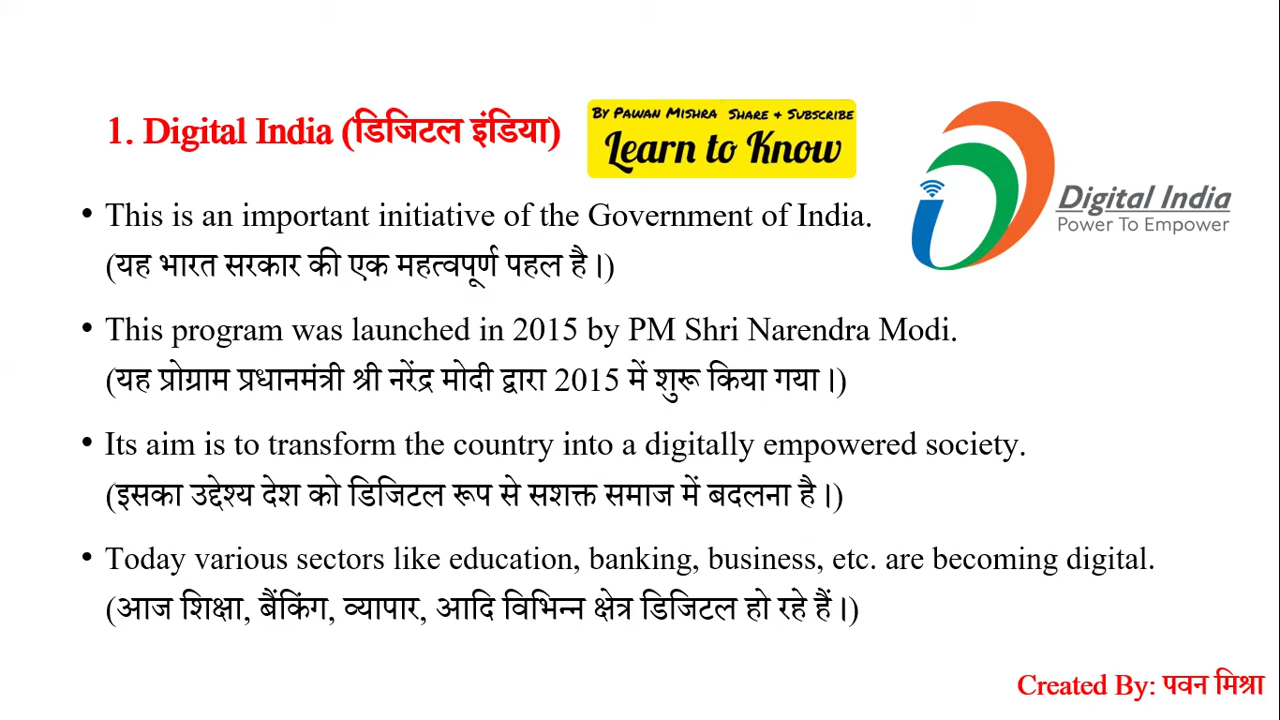 1. Digital India (डिजिटल इंडिया)
By Pawan Mishra Share & Subscribe
Learn to Know
Digital India
Power To Empower
• This is an important initiative of the Government of India.
(यह भारत सरकार की एक महत्वपूर्ण पहल है।)
• This program was launched in 2015 by PM Shri Narendra Modi.
(यह प्रोग्राम प्रधानमंत्री श्री नरेंद्र मोदी द्वारा 2015 में शुरू किया गया।)
• Its aim is to transform the country into a digitally empowered society.
(इसका उद्देश्य देश को डिजिटल रूप से सशक्त समाज में बदलना है।)
• Today various sectors like education, banking, business, etc. are becoming digital.
(आज शिक्षा, बैंकिंग, व्यापार, आदि विभिन्न क्षेत्र डिजिटल हो रहे हैं।)
Created By: पवन मिश्रा